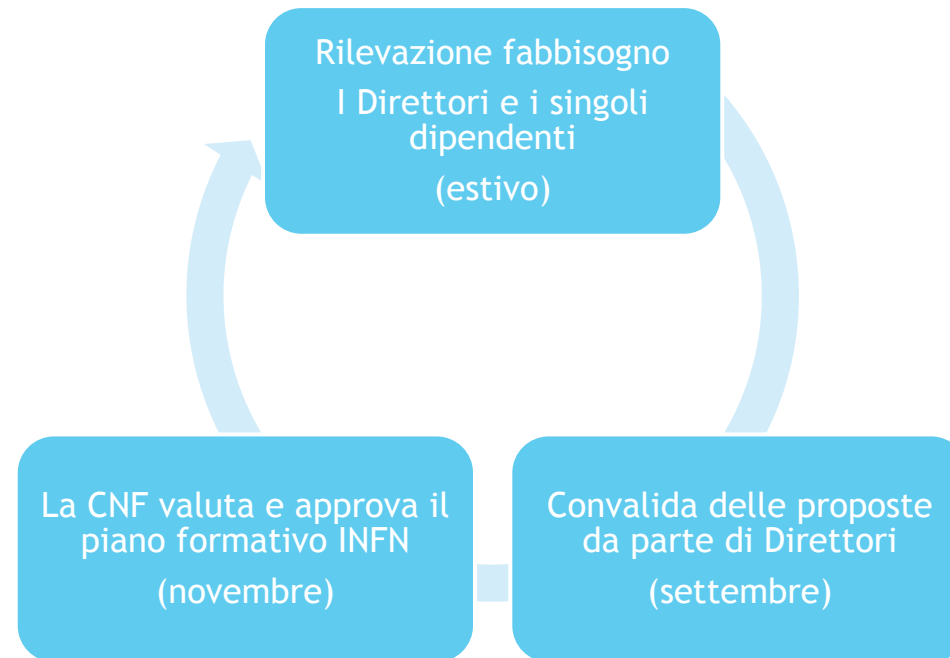 Rilevazione fabbisogno
I Direttori e i singoli
dipendenti
(estivo)
La CNF valuta e approva il
piano formativo INFN
(novembre)
Convalida delle proposte
da parte di Direttori
(settembre)